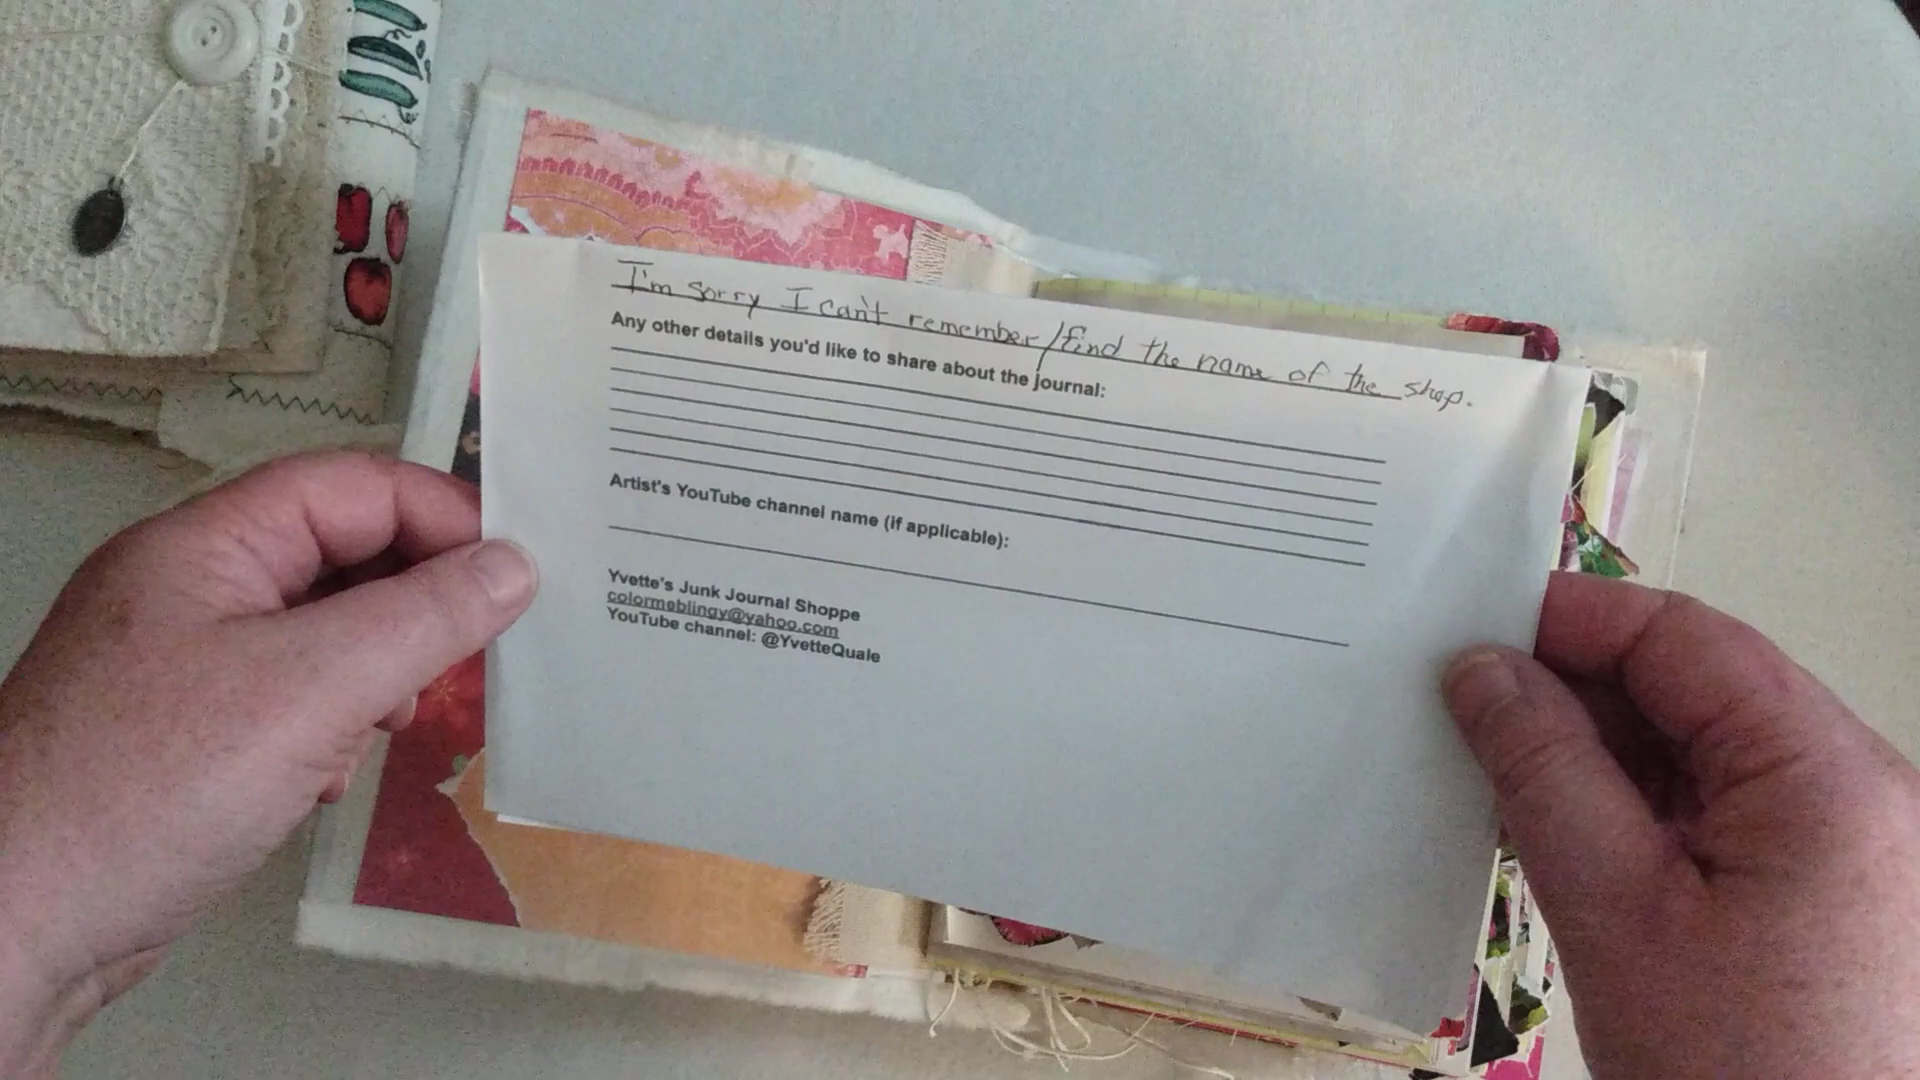 I'm sorry I can't remember/find the name of the shop.
Any other details you'd like to share about the journal:
Artist's YouTube channel name (if applicable):
Yvette's Junk Journal Shoppe
colormeblingy@yahoo.com
YouTube channel: @YvetteQuale